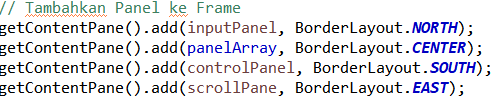 // Tambahkan Panel ke Frame
getContentPane().add(inputPanel, BorderLayout.NORTH);
getContentPane().add(panelArray, BorderLayout.CENTER);
getContentPane().add(controlPanel, BorderLayout.SOUTH);
getContentPane().add(scrollPane, BorderLayout.EAST);